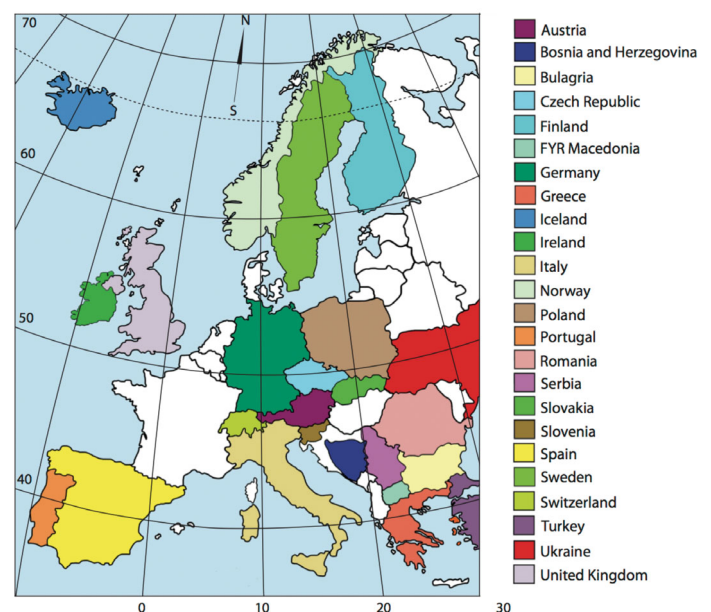 70
N
S
60
50
40
0
10
20
30
Austria
Bosnia and Herzegovina
Bulagria
Czech Republic
Finland
FYR Macedonia
Germany
Greece
Iceland
Ireland
Italy
Norway
Poland
Portugal
Romania
Serbia
Slovakia
Slovenia
Spain
Sweden
Switzerland
Turkey
Ukraine
United Kingdom